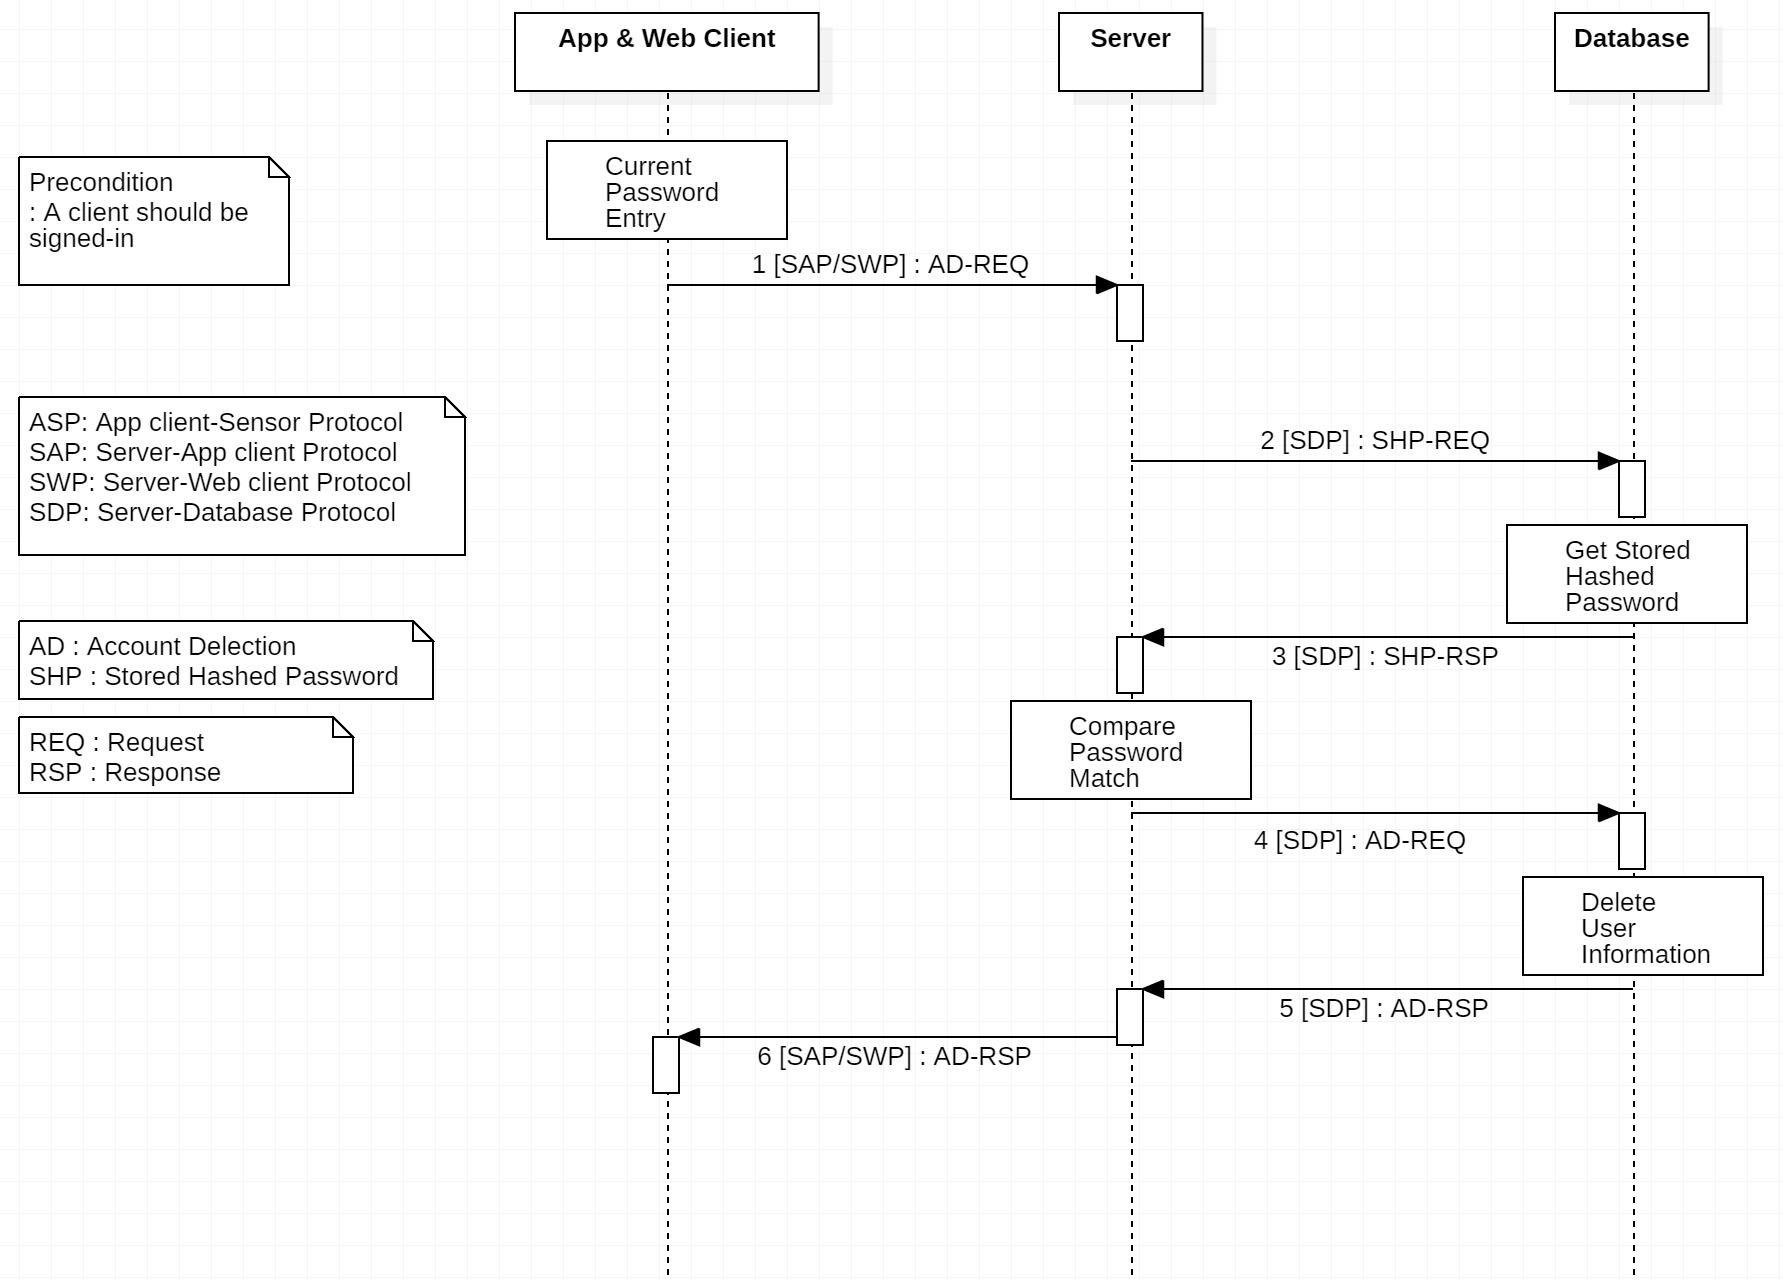 App & Web Client
Server
Database
Current
Password
Entry
Precondition
: A client should be
signed-in
1 [SAP/SWP] : AD-REQ
ASP: App client-Sensor Protocol
SAP: Server-App client Protocol
SWP: Server-Web client Protocol
SDP: Server-Database Protocol
2 [SDP] : SHP-REQ
Get Stored
Hashed
Password
AD : Account Delection
SHP : Stored Hashed Password
3 [SDP] : SHP-RSP
REQ : Request
RSP : Response
Compare
Password
Match
4 [SDP] : AD-REQ
Delete
User
Information
5 [SDP] : AD-RSP
6 [SAP/SWP] : AD-RSP